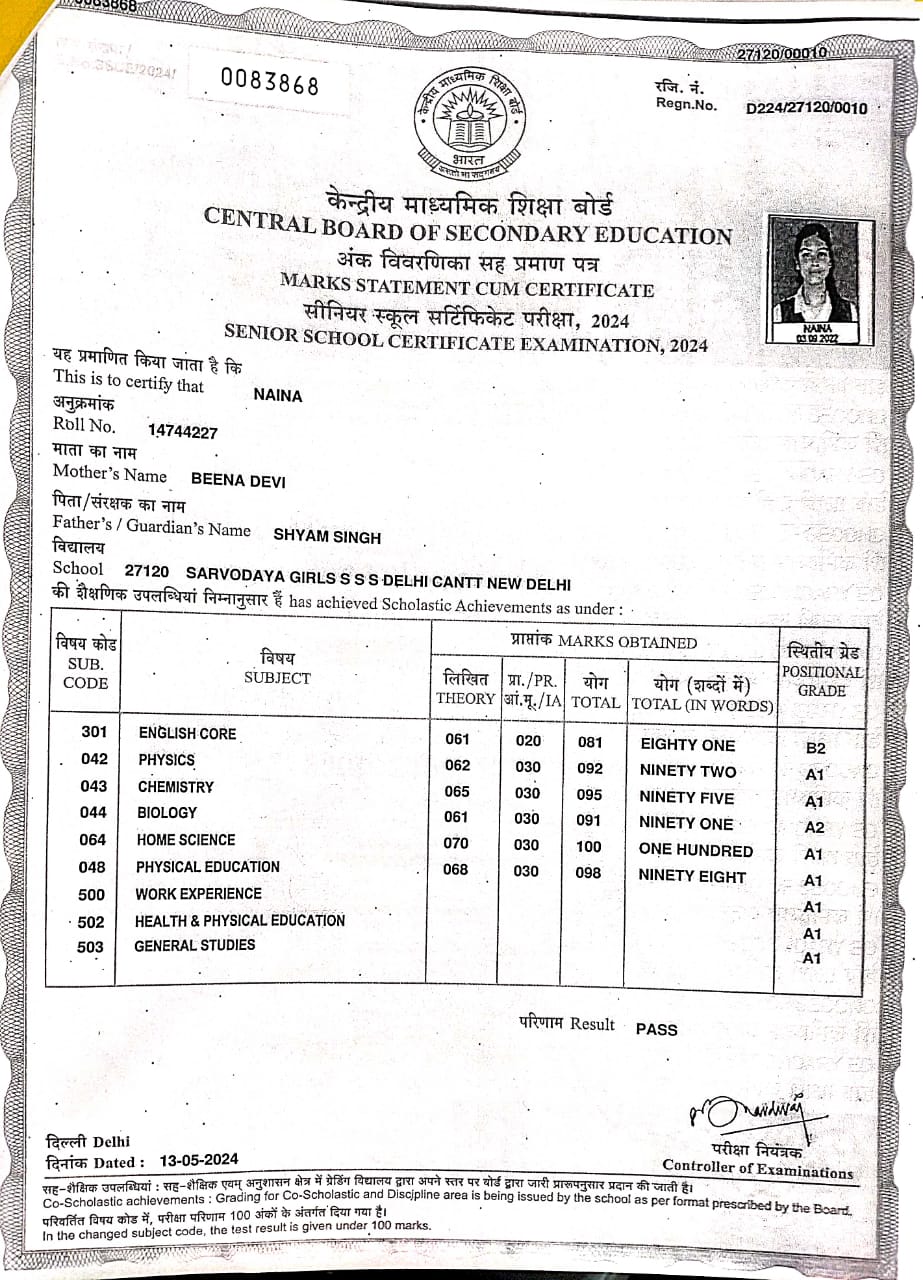 0083868
27120/00010
0083868
रजि. नं.
Regn.No. D224/27120/0010
केन्द्रीय माध्यमिक शिक्षा बोर्ड
भारत
केन्द्रीय माध्यमिक शिक्षा बोर्ड
CENTRAL BOARD OF SECONDARY EDUCATION
अंक विवरणिका सह प्रमाण पत्र
MARKS STATEMENT CUM CERTIFICATE
सीनियर स्कूल सर्टिफिकेट परीक्षा, 2024
SENIOR SCHOOL CERTIFICATE EXAMINATION, 2024
NAINA
03 09 2022
यह प्रमाणित किया जाता है कि
This is to certify that NAINA
अनुक्रमांक
Roll No. 14744227
माता का नाम
Mother's Name BEENA DEVI
पिता/संरक्षक का नाम
Father's / Guardian's Name SHYAM SINGH
विद्यालय
School 27120 SARVODAYA GIRLS S S S DELHI CANTT NEW DELHI
की शैक्षणिक उपलब्धियां निम्नानुसार हैं has achieved Scholastic Achievements as under :
विषय कोड SUB. CODE विषय SUBJECT प्राप्तांक MARKS OBTAINED स्थितीय ग्रेड POSITIONAL GRADE
लिखित THEORY प्रा./PR. आं.मू./IA योग TOTAL योग (शब्दों में) TOTAL (IN WORDS)
301 ENGLISH CORE 061 020 081 EIGHTY ONE B2
042 PHYSICS 062 030 092 NINETY TWO A1
043 CHEMISTRY 065 030 095 NINETY FIVE A1
044 BIOLOGY 061 030 091 NINETY ONE A2
064 HOME SCIENCE 070 030 100 ONE HUNDRED A1
048 PHYSICAL EDUCATION 068 030 098 NINETY EIGHT A1
500 WORK EXPERIENCE A1
502 HEALTH & PHYSICAL EDUCATION A1
503 GENERAL STUDIES A1
परिणाम Result PASS
दिल्ली Delhi
दिनांक Dated : 13-05-2024
परीक्षा नियंत्रक
Controller of Examinations
सह-शैक्षिक उपलब्धियां : सह-शैक्षिक एवम् अनुशासन क्षेत्र में ग्रेडिंग विद्यालय द्वारा अपने स्तर पर बोर्ड द्वारा जारी प्रारूपनुसार प्रदान की जाती है।
Co-Scholastic achievements : Grading for Co-Scholastic and Discipline area is being issued by the school as per format prescribed by the Board.
परिवर्तित विषय कोड में, परीक्षा परिणाम 100 अंकों के अंतर्गत दिया गया है।
In the changed subject code, the test result is given under 100 marks.